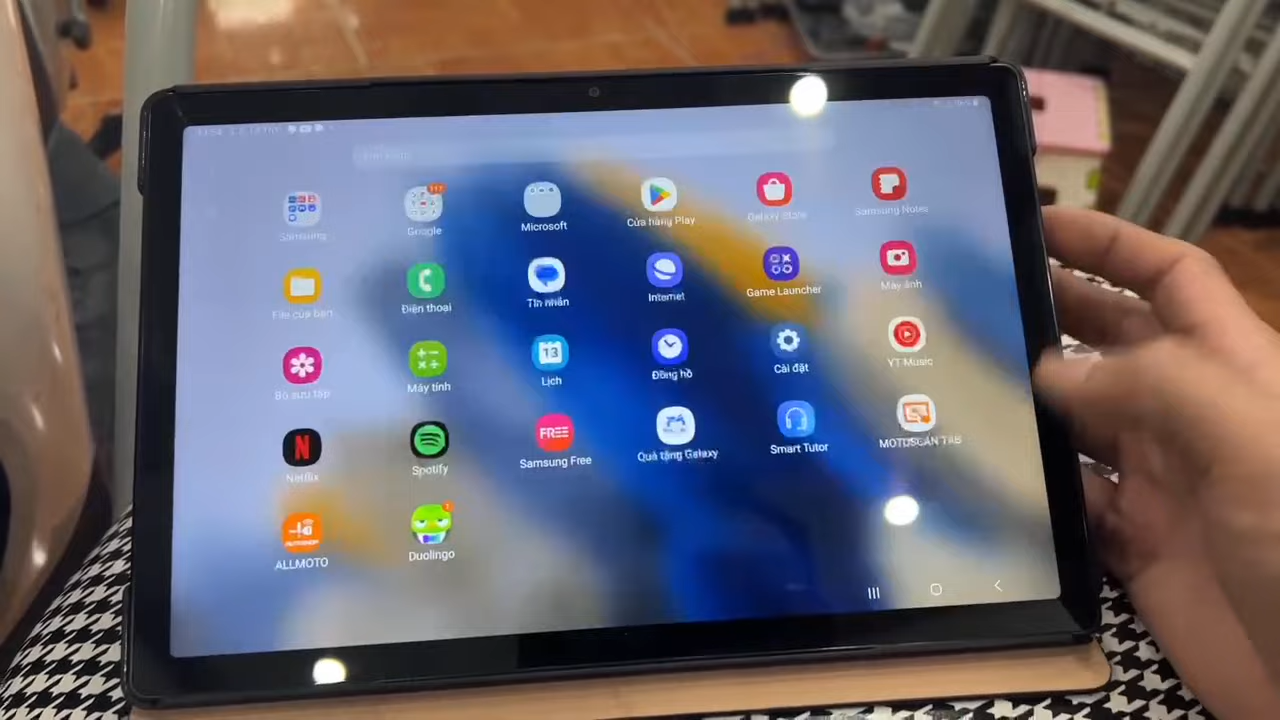 Samsung
Google
Microsoft
Cửa hàng Play
Galaxy Store
Samsung Notes
File của bạn
Điện thoại
Tin nhắn
Internet
Game Launcher
Máy ảnh
Bộ sưu tập
Máy tính
13
Lịch
Đồng hồ
Cài đặt
YT Music
N
Netflix
Spotify
FREE
Samsung Free
Quà tặng Galaxy
Smart Tutor
MOTOSCAN TAB
ALLMOTO
Duolingo